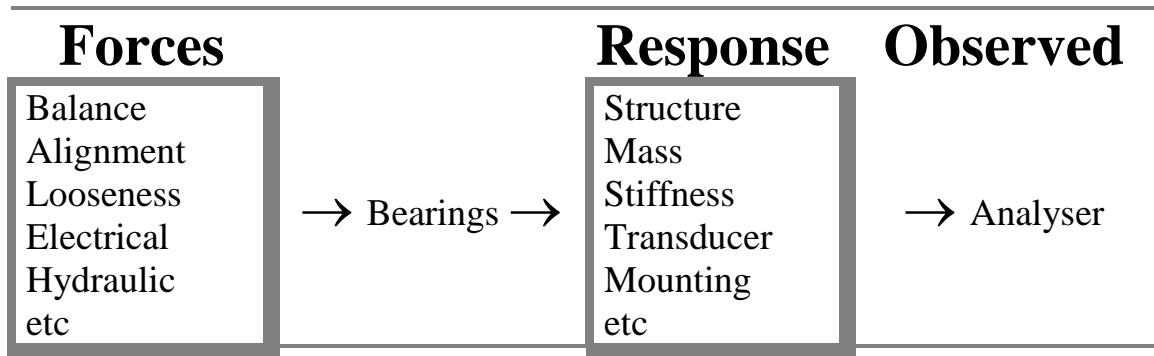 Forces Response Observed
Balance
Alignment
Looseness
Electrical
Hydraulic
etc
→ Bearings →
Structure
Mass
Stiffness
Transducer
Mounting
etc
→ Analyser